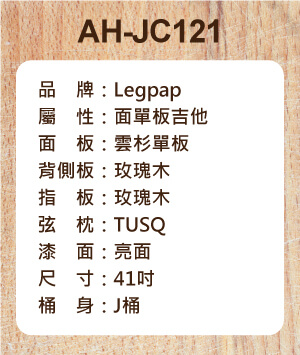 AH-JC121
品　牌：Legpap
屬　性：面單板吉他
面　板：雲杉單板
背側板：玫瑰木
指　板：玫瑰木
弦　枕：TUSQ
漆　面：亮面
尺　寸：41吋
桶　身：J桶